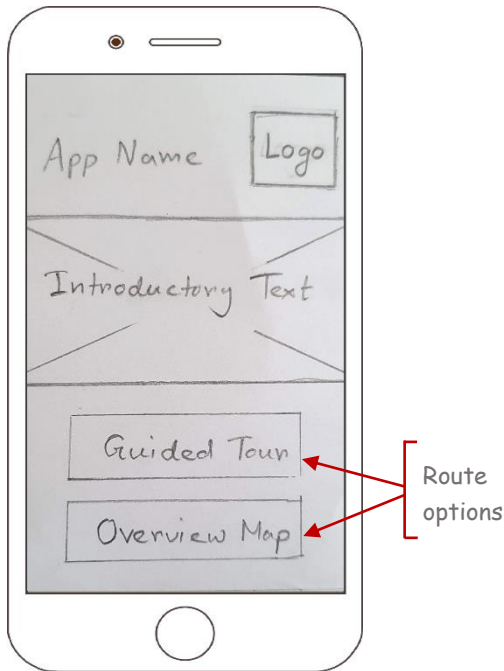 App Name
Logo
Introductory Text
Guided Tour
Overview Map
Route
options